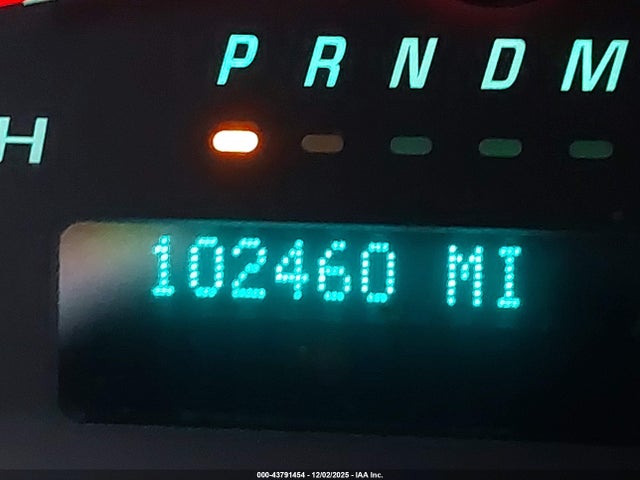 P R N D M
H
102460 MI
000-43791454 - 12/02/2025 - IAA Inc.